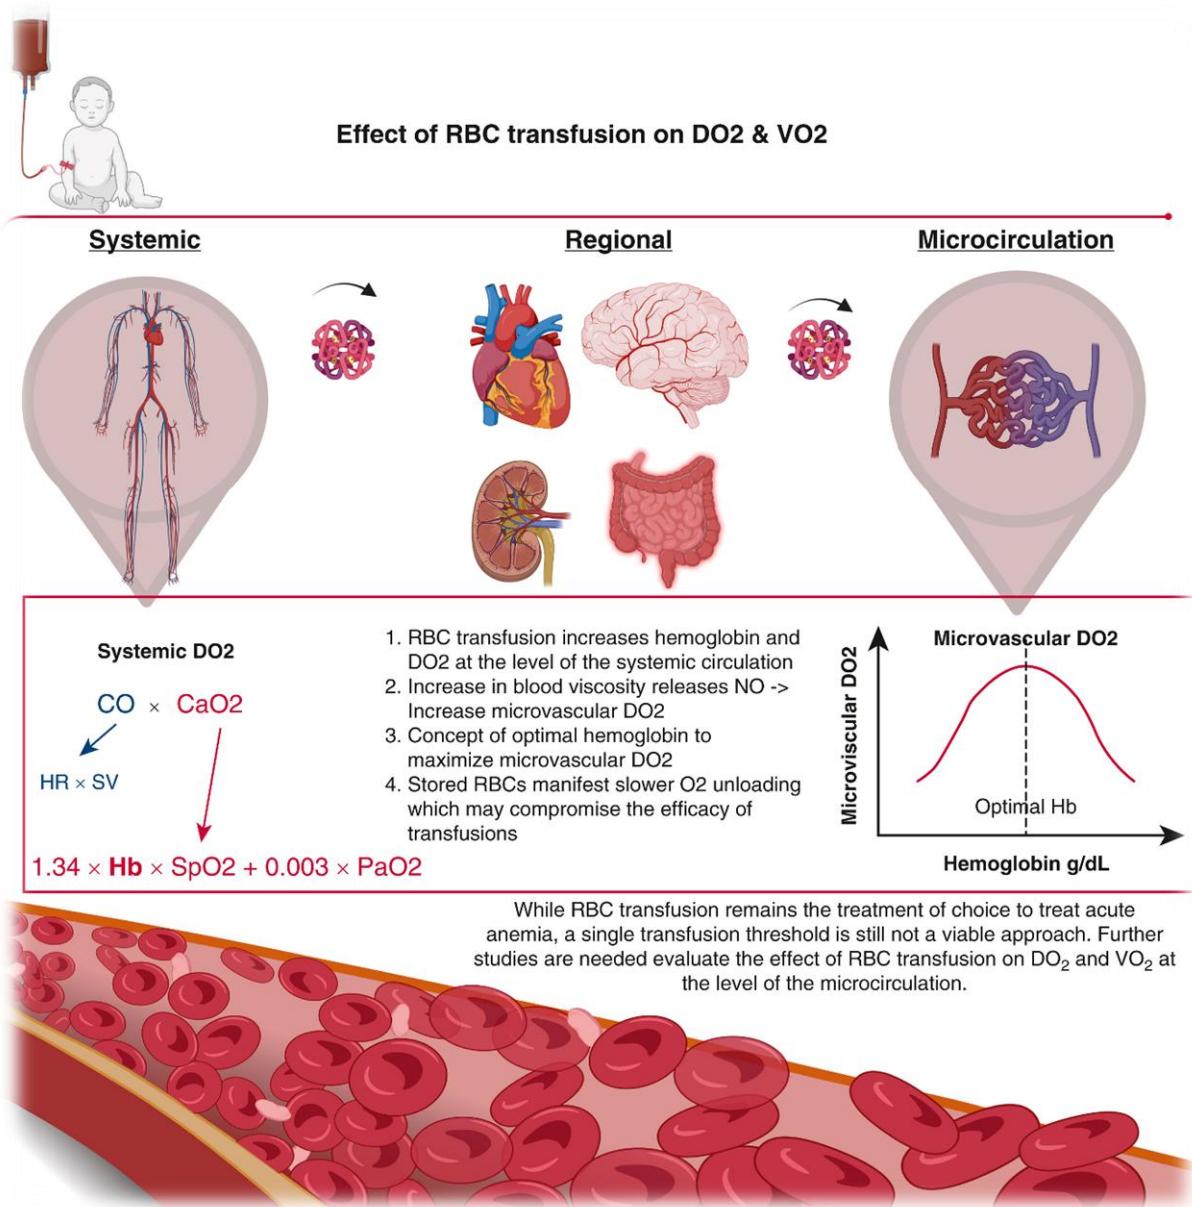 Effect of RBC transfusion on DO2 & VO2
Systemic
Regional
Microcirculation
Systemic DO2
CO × CaO2
HR × SV
1.34 × Hb × SpO2 + 0.003 × PaO2
1. RBC transfusion increases hemoglobin and
DO2 at the level of the systemic circulation
2. Increase in blood viscosity releases NO ->
Increase microvascular DO2
3. Concept of optimal hemoglobin to
maximize microvascular DO2
4. Stored RBCs manifest slower O2 unloading
which may compromise the efficacy of
transfusions
Microvascular DO2
Microviscular DO2
Optimal Hb
Hemoglobin g/dL
While RBC transfusion remains the treatment of choice to treat acute
anemia, a single transfusion threshold is still not a viable approach. Further
studies are needed evaluate the effect of RBC transfusion on DO₂ and VO₂ at
the level of the microcirculation.